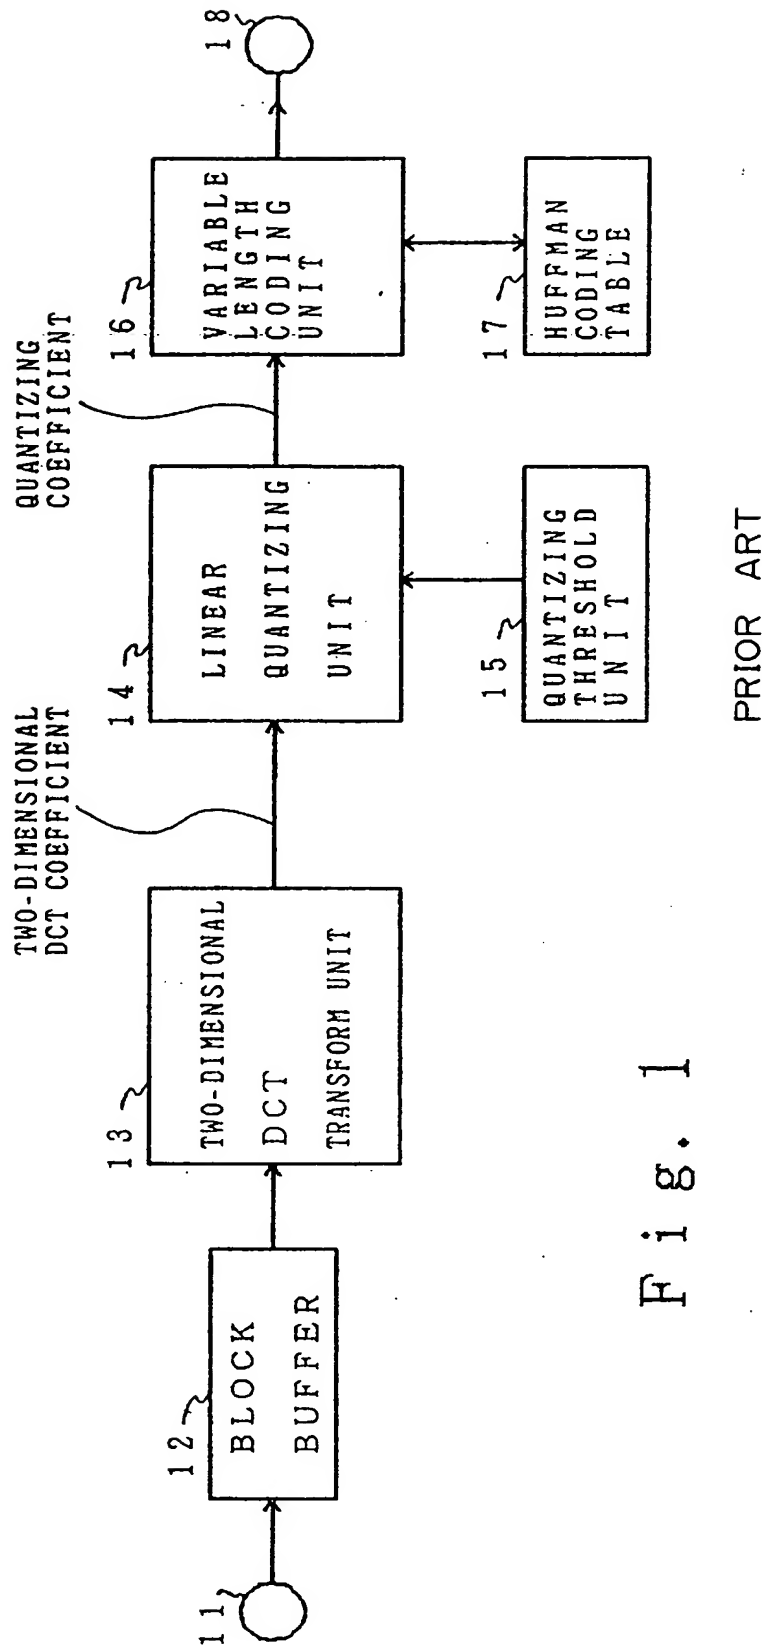 TWO-DIMENSIONAL
DCT COEFFICIENT
QUANTIZING
COEFFICIENT
11
12
BLOCK
BUFFER
13
TWO-DIMENSIONAL
DCT
TRANSFORM UNIT
14
LINEAR
QUANTIZING
UNIT
16
VARIABLE
LENGTH
CODING
UNIT
18
15
QUANTIZING
THRESHOLD
UNIT
17
HUFFMAN
CODING
TABLE
Fig. 1
PRIOR ART